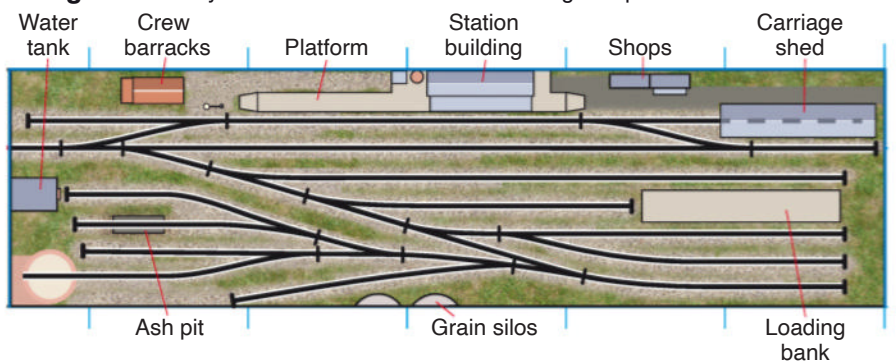 Water
tank
Crew
barracks
Platform
Station
building
Shops
Carriage
shed
Ash pit
Grain silos
Loading
bank